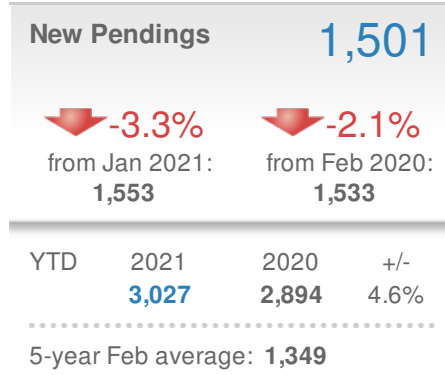 New Pendings 1,501
-3.3% -2.1%
from Jan 2021: from Feb 2020:
1,553 1,533
YTD 2021 2020 +/-
3,027 2,894 4.6%
5-year Feb average: 1,349